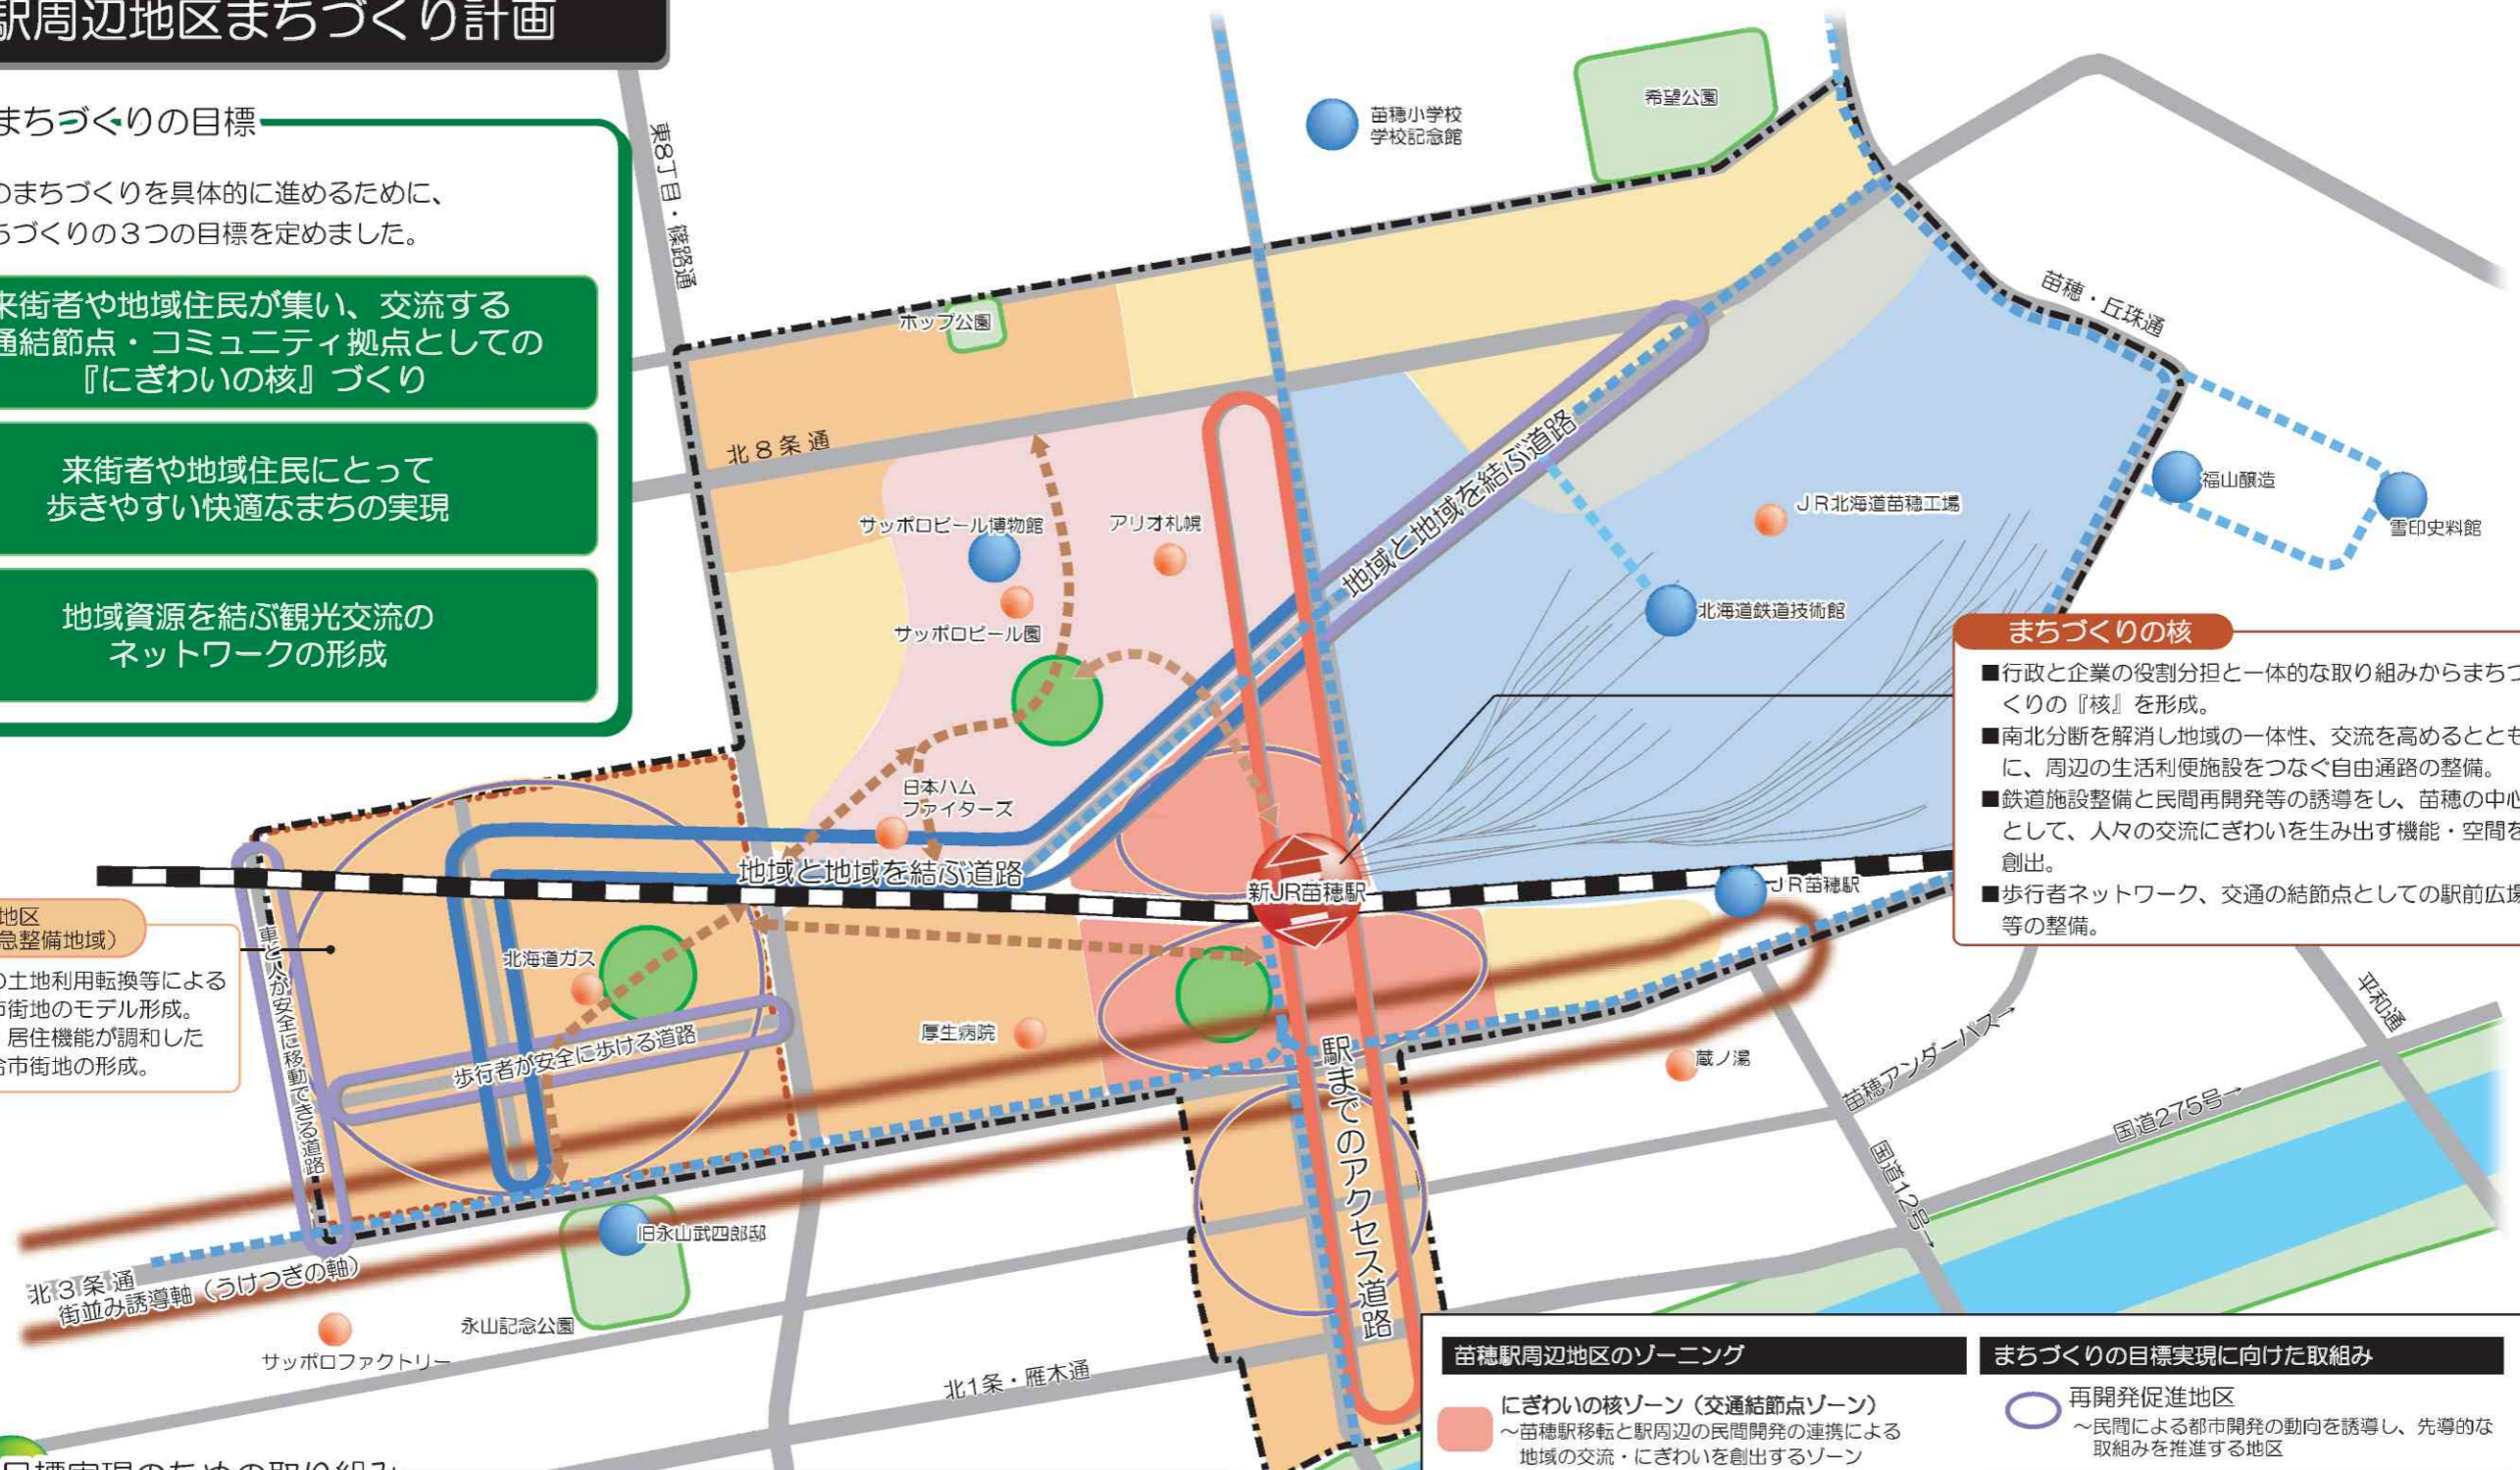 駅周辺地区まちづくり計画
まちづくりの目標
のまちづくりを具体的に進めるために、
ちづくりの３つの目標を定めました。
来街者や地域住民が集い、交流する
通結節点・コミュニティ拠点としての
『にぎわいの核』づくり
来街者や地域住民にとって
歩きやすい快適なまちの実現
地域資源を結ぶ観光交流の
ネットワークの形成
東8丁目・篠路通
苗穂小学校
学校記念館
希望公園
ホップ公園
苗穂・丘珠通
北８条通
サッポロビール博物館
アリオ札幌
サッポロビール園
地域と地域を結ぶ道路
ＪＲ北海道苗穂工場
北海道鉄道技術館
福山醸造
雪印史料館
日本ハム
ファイターズ
地域と地域を結ぶ道路
新JR苗穂駅
ＪＲ苗穂駅
まちづくりの核
■行政と企業の役割分担と一体的な取り組みからまちづ
くりの『核』を形成。
■南北分断を解消し地域の一体性、交流を高めるととも
に、周辺の生活利便施設をつなぐ自由通路の整備。
■鉄道施設整備と民間再開発等の誘導をし、苗穂の中心
として、人々の交流にぎわいを生み出す機能・空間を
創出。
■歩行者ネットワーク、交通の結節点としての駅前広場
等の整備。
地区
急整備地域）
の土地利用転換等による
市街地のモデル形成。
居住機能が調和した
合市街地の形成。
車と人が安全に移動できる道路
北海道ガス
歩行者が安全に歩ける道路
厚生病院
駅までのアクセス道路
蔵ノ湯
苗穂アンダーパス→
平和通
国道275号→
国道12号→
旧永山武四郎邸
北３条通
街並み誘導軸（うけつぎの軸）
永山記念公園
サッポロファクトリー
北1条・雁木通
苗穂駅周辺地区のゾーニング
にぎわいの核ゾーン（交通結節点ゾーン）
～苗穂駅移転と駅周辺の民間開発の連携による
地域の交流・にぎわいを創出するゾーン
まちづくりの目標実現に向けた取組み
再開発促進地区
～民間による都市開発の動向を誘導し、先導的な
取組みを推進する地区
目標実現のための取り組み